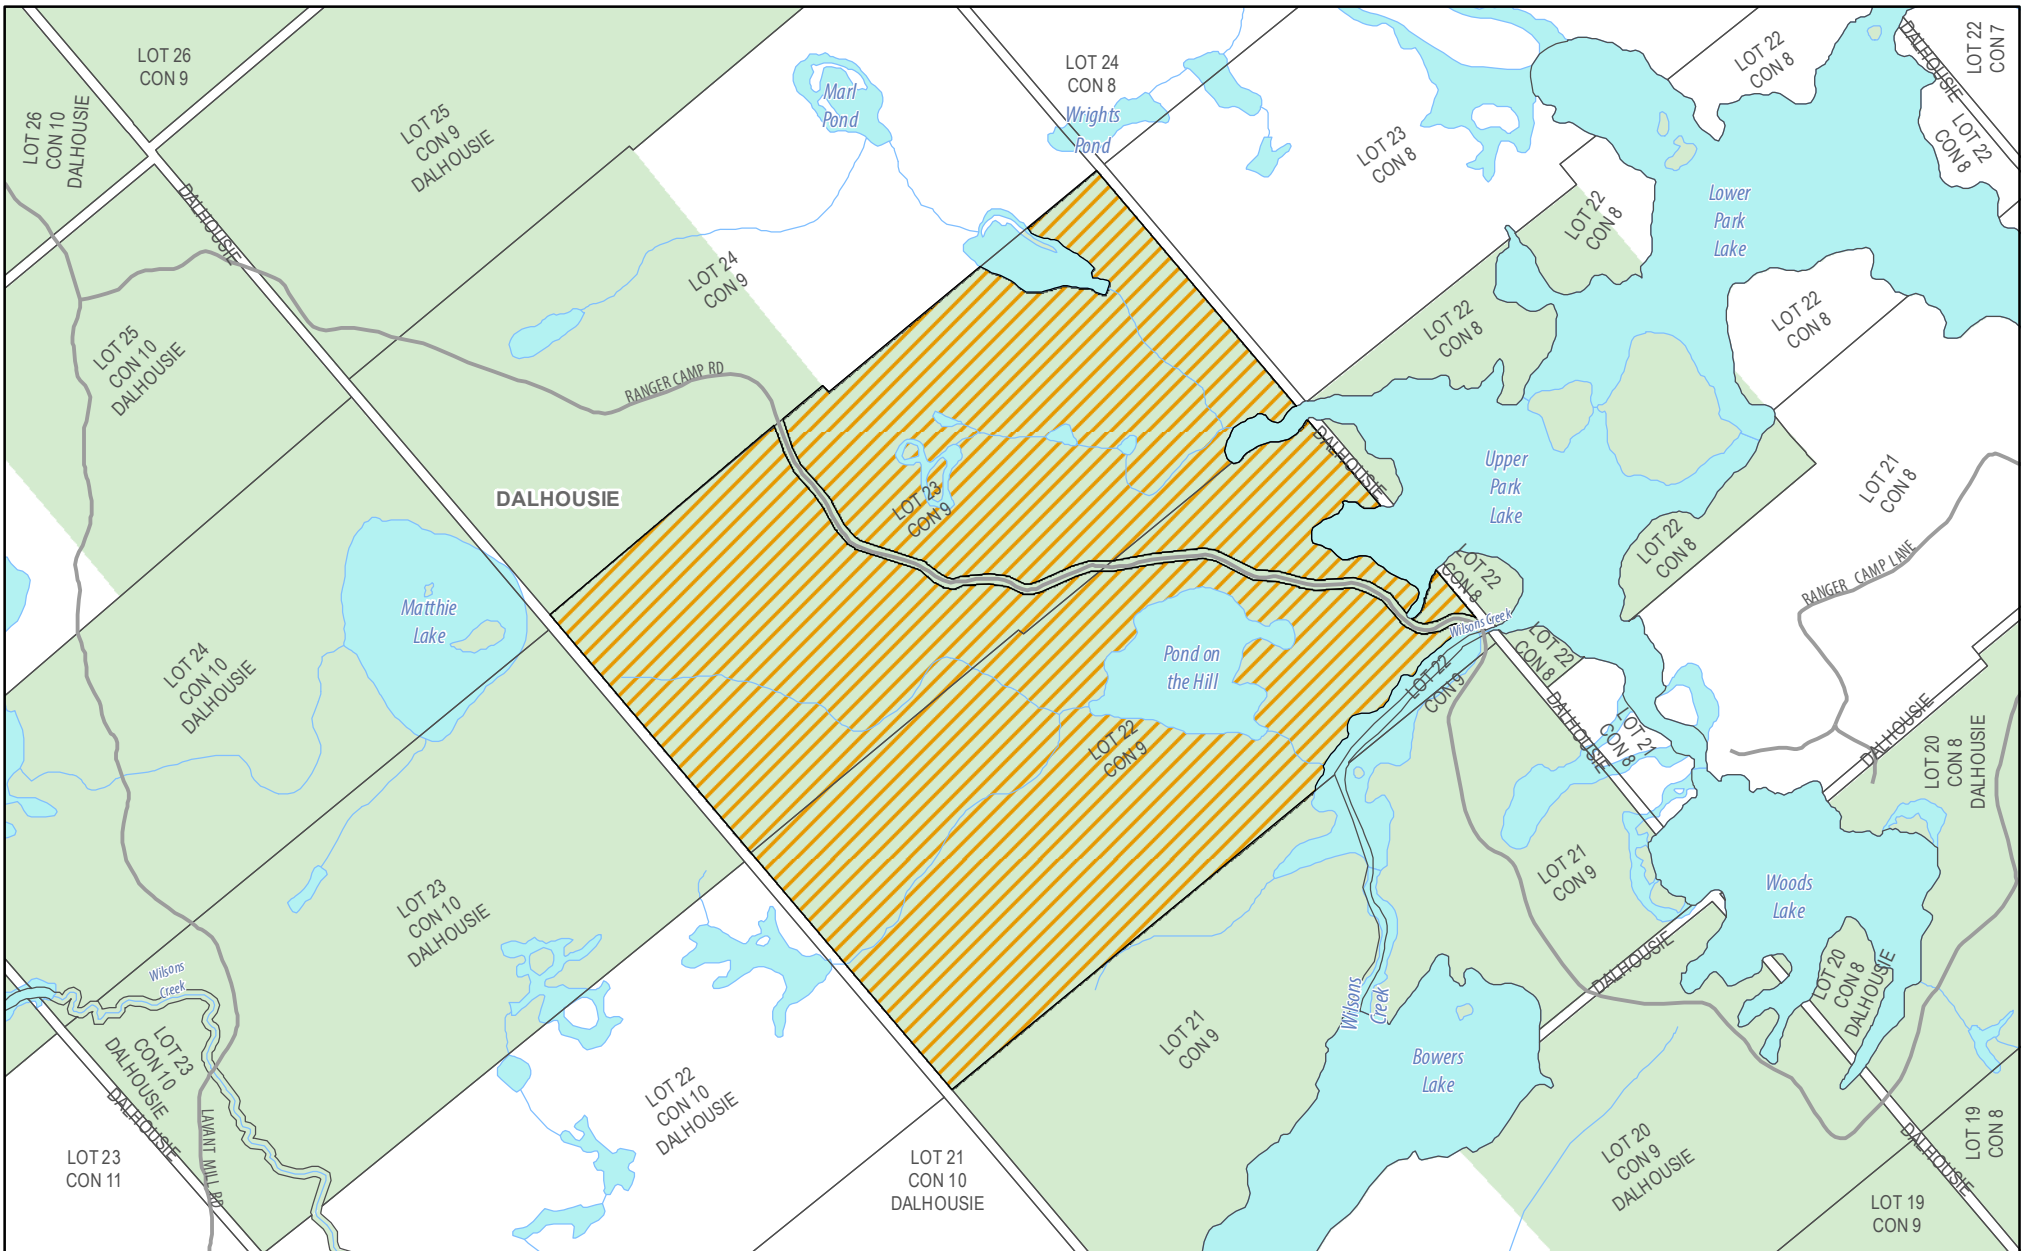 LOT 26
CON 9
LOT 26
CON 10
DALHOUSIE
LOT 25
CON 9
DALHOUSIE
Marl
Pond
LOT 24
CON 8
Wrights
Pond
LOT 23
CON 8
LOT 22
CON 8
DALHOUSIE
LOT 22
CON 7
LOT 22
CON 8
Lower
Park
Lake
LOT 22
CON 8
DALHOUSIE
LOT 24
CON 9
LOT 22
CON 8
LOT 22
CON 8
LOT 25
CON 10
DALHOUSIE
RANGER CAMP RD
DALHOUSIE
DALHOUSIE
LOT 23
CON 9
Upper
Park
Lake
LOT 21
CON 8
LOT 22
CON 8
LOT 22
CON 8
RANGER CAMP LANE
Matthie
Lake
Wilsons Creek
LOT 24
CON 10
DALHOUSIE
Pond on
the Hill
LOT 22
CON 9
LOT 22
CON 8
LOT 22
CON 9
DALHOUSIE
LOT 21
CON 8
DALHOUSIE
LOT 20
CON 8
DALHOUSIE
LOT 23
CON 10
DALHOUSIE
LOT 21
CON 9
Woods
Lake
Wilsons
Creek
DALHOUSIE
LOT 20
CON 8
DALHOUSIE
Wilsons
Creek
LOT 21
CON 9
Bowers
Lake
LOT 23
CON 10
DALHOUSIE
DALHOUSIE
LAVANT MILL RD
LOT 22
CON 10
DALHOUSIE
LOT 23
CON 11
LOT 21
CON 10
DALHOUSIE
LOT 20
CON 9
DALHOUSIE
DALHOUSIE
LOT 19
CON 8
LOT 19
CON 9